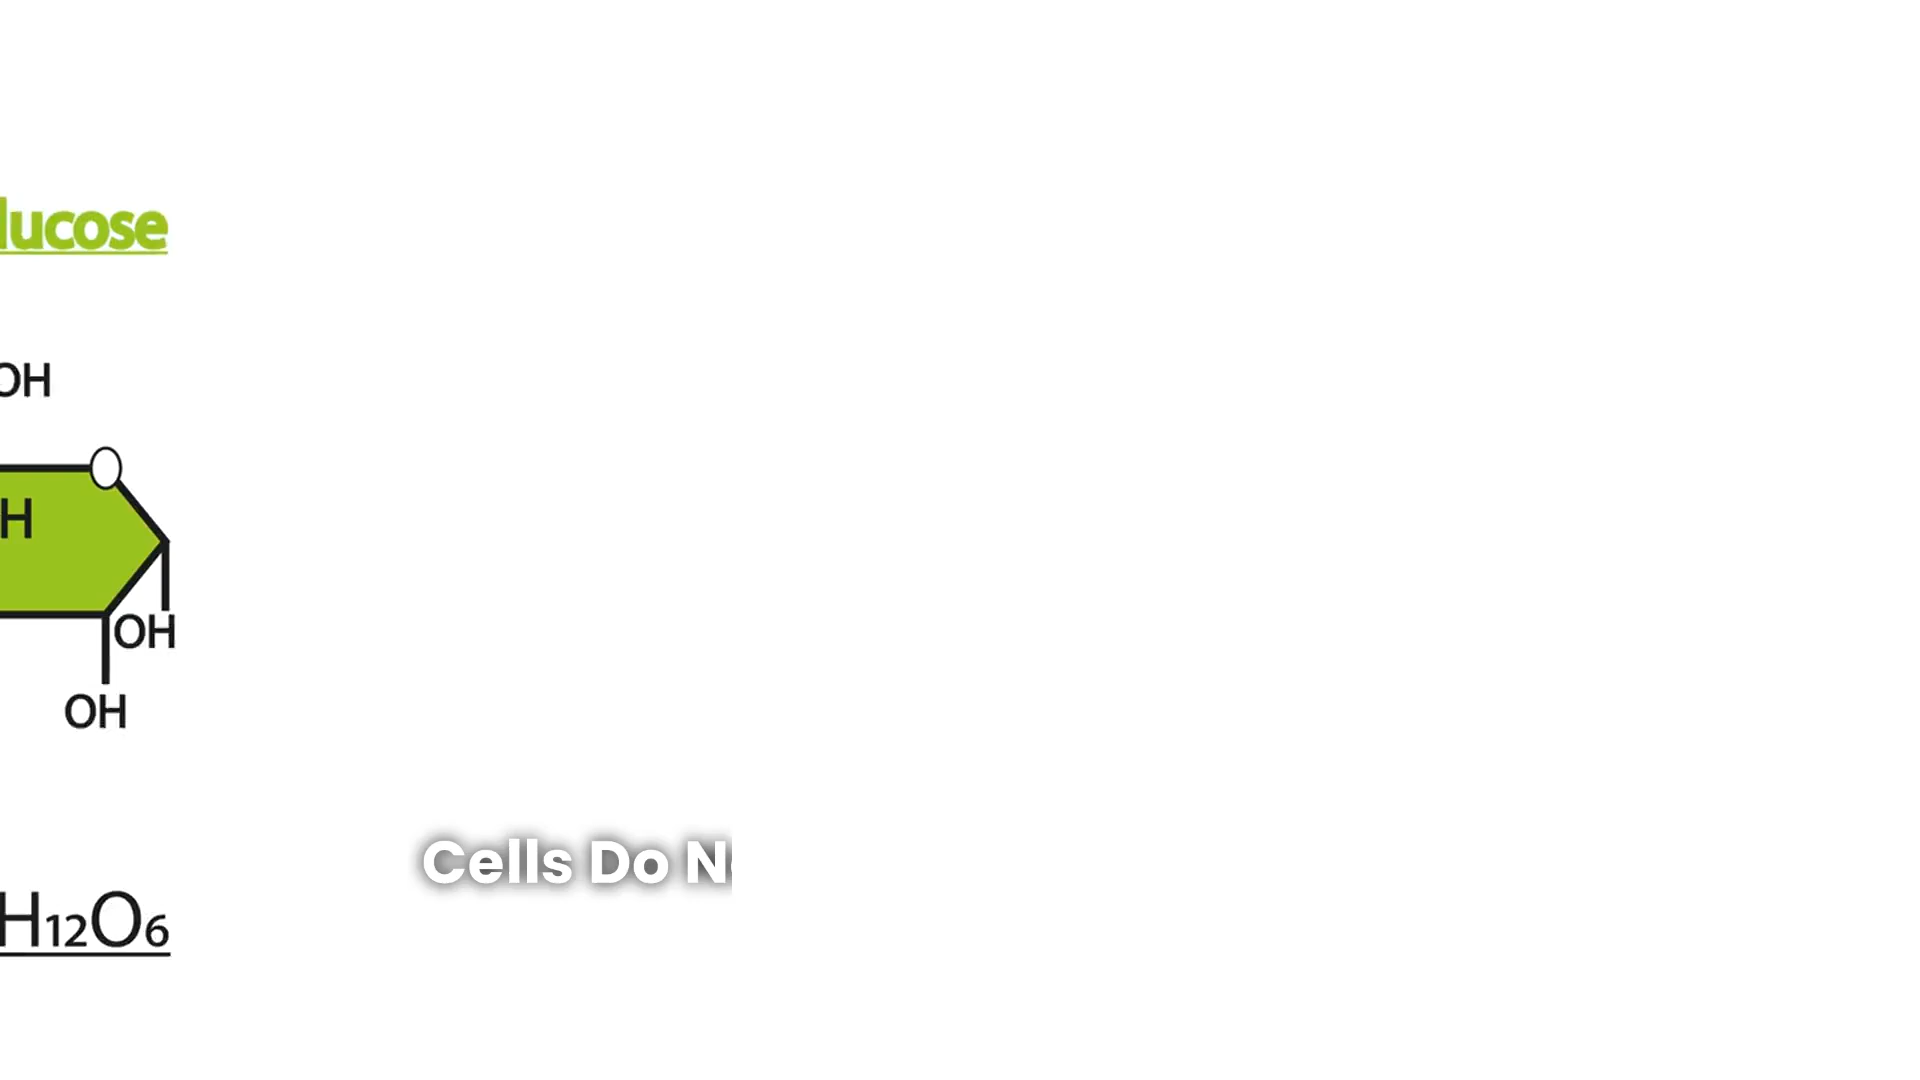 lucose
OH
H
OH
OH
Cells Do
H12O6